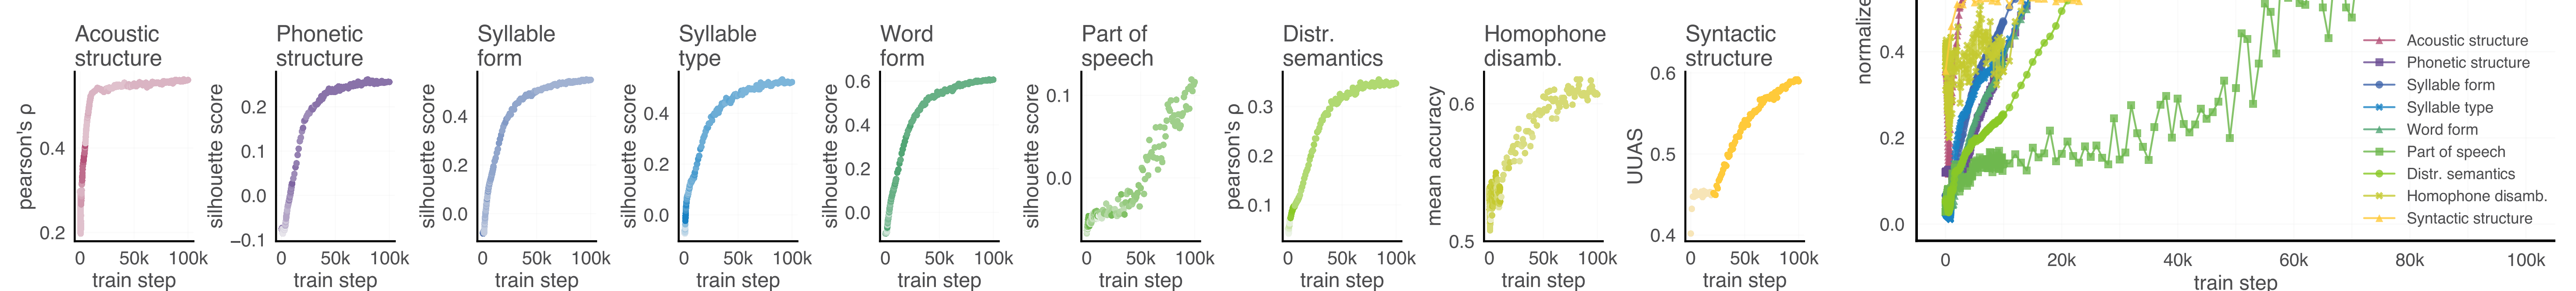 Acoustic
structure
pearson's ρ
0.4
0.2
0 50k 100k
train step
Phonetic
structure
silhouette score
0.2
0.1
0.0
−0.1
0 50k 100k
train step
Syllable
form
silhouette score
0.4
0.2
0.0
0 50k 100k
train step
Syllable
type
silhouette score
0.4
0.2
0.0
0 50k 100k
train step
Word
form
silhouette score
0.6
0.4
0.2
0.0
0 50k 100k
train step
Part of
speech
silhouette score
0.1
0.0
0 50k 100k
train step
Distr.
semantics
pearson's ρ
0.3
0.2
0.1
0 50k 100k
train step
Homophone
disamb.
mean accuracy
0.6
0.5
0 50k 100k
train step
Syntactic
structure
UUAS
0.6
0.5
0.4
0 50k 100k
train step
normalize
0.4
0.2
0.0
0 20k 40k 60k 80k 100k
train step
Acoustic structure
Phonetic structure
Syllable form
Syllable type
Word form
Part of speech
Distr. semantics
Homophone disamb.
Syntactic structure